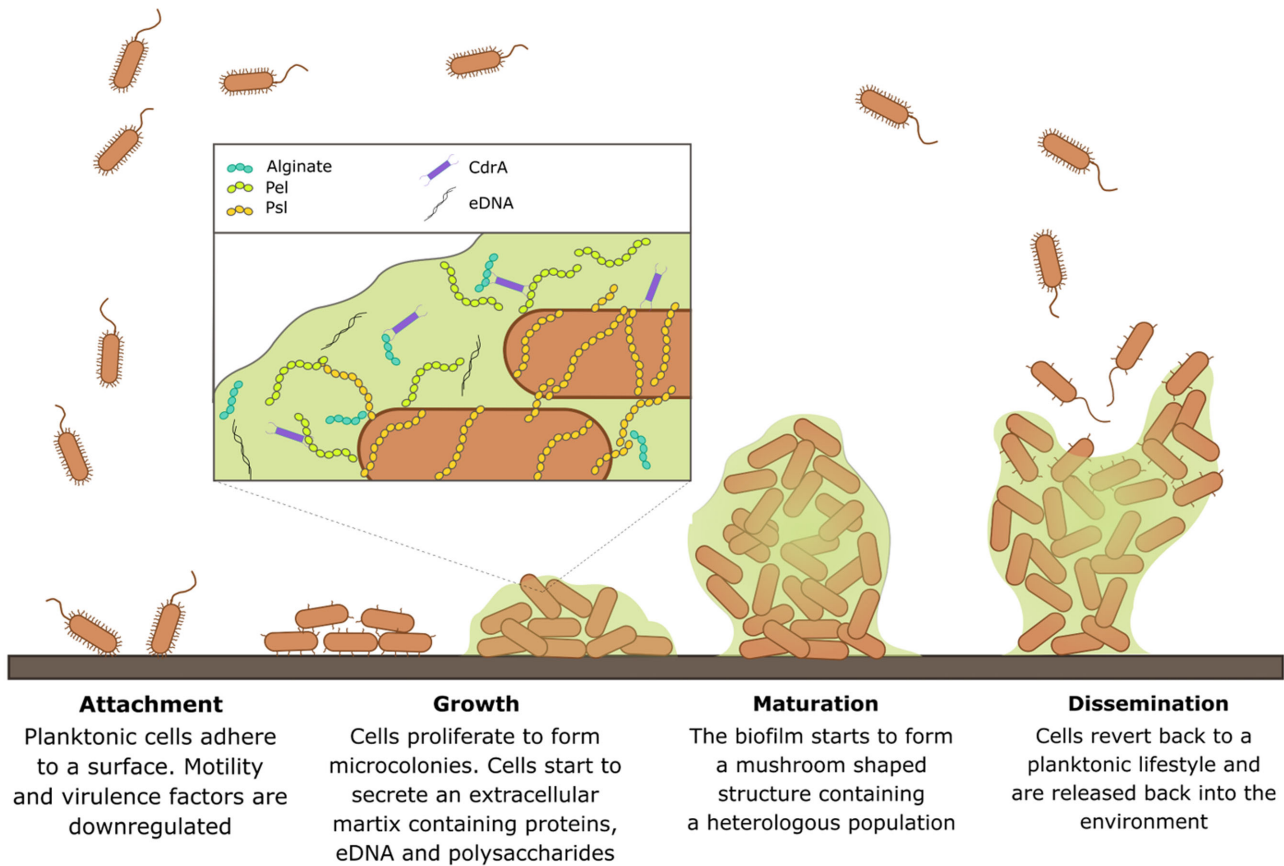 Alginate
Pel
Psl
CdrA
eDNA
Attachment
Planktonic cells adhere
to a surface. Motility
and virulence factors are
downregulated
Growth
Cells proliferate to form
microcolonies. Cells start to
secrete an extracellular
martix containing proteins,
eDNA and polysaccharides
Maturation
The biofilm starts to form
a mushroom shaped
structure containing
a heterologous population
Dissemination
Cells revert back to a
planktonic lifestyle and
are released back into the
environment